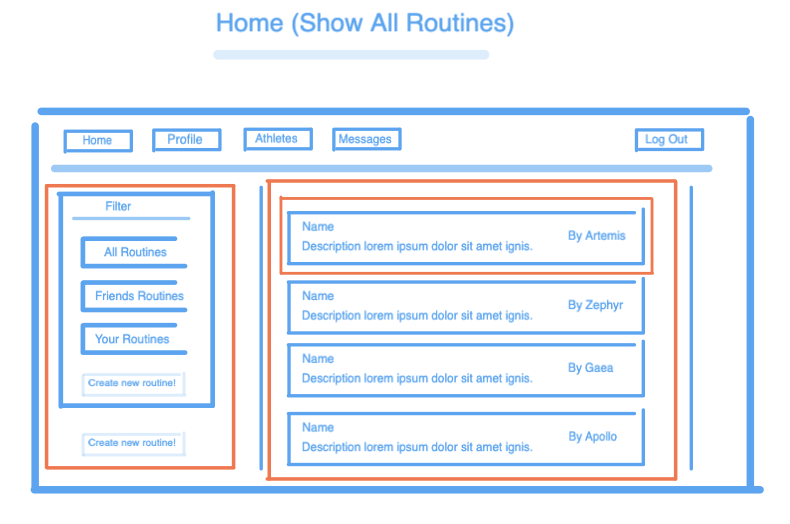 Home (Show All Routines)
Home
Profile
Athletes
Messages
Log Out
Filter
All Routines
Friends Routines
Your Routines
Create new routine!
Create new routine!
Name
Description lorem ipsum dolor sit amet ignis.
By Artemis
Name
Description lorem ipsum dolor sit amet ignis.
By Zephyr
Name
Description lorem ipsum dolor sit amet ignis.
By Gaea
Name
Description lorem ipsum dolor sit amet ignis.
By Apollo